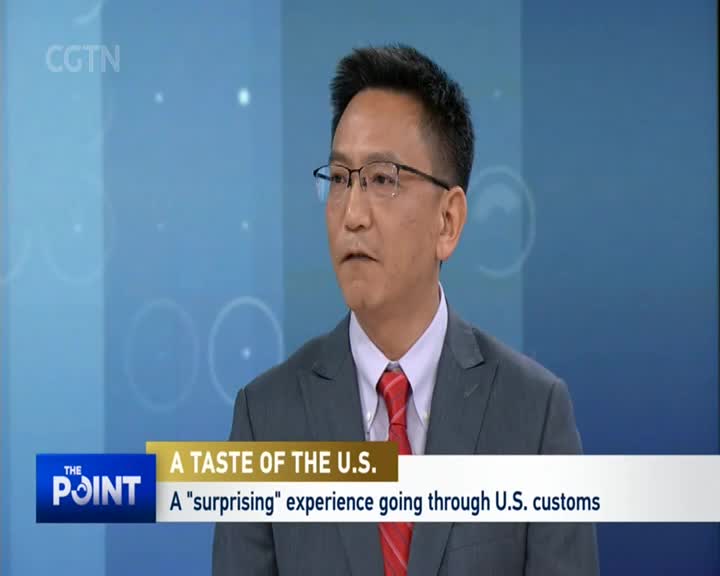 CGTN
A TASTE OF THE U.S.
THE
POINT
A "surprising" experience going through U.S. customs